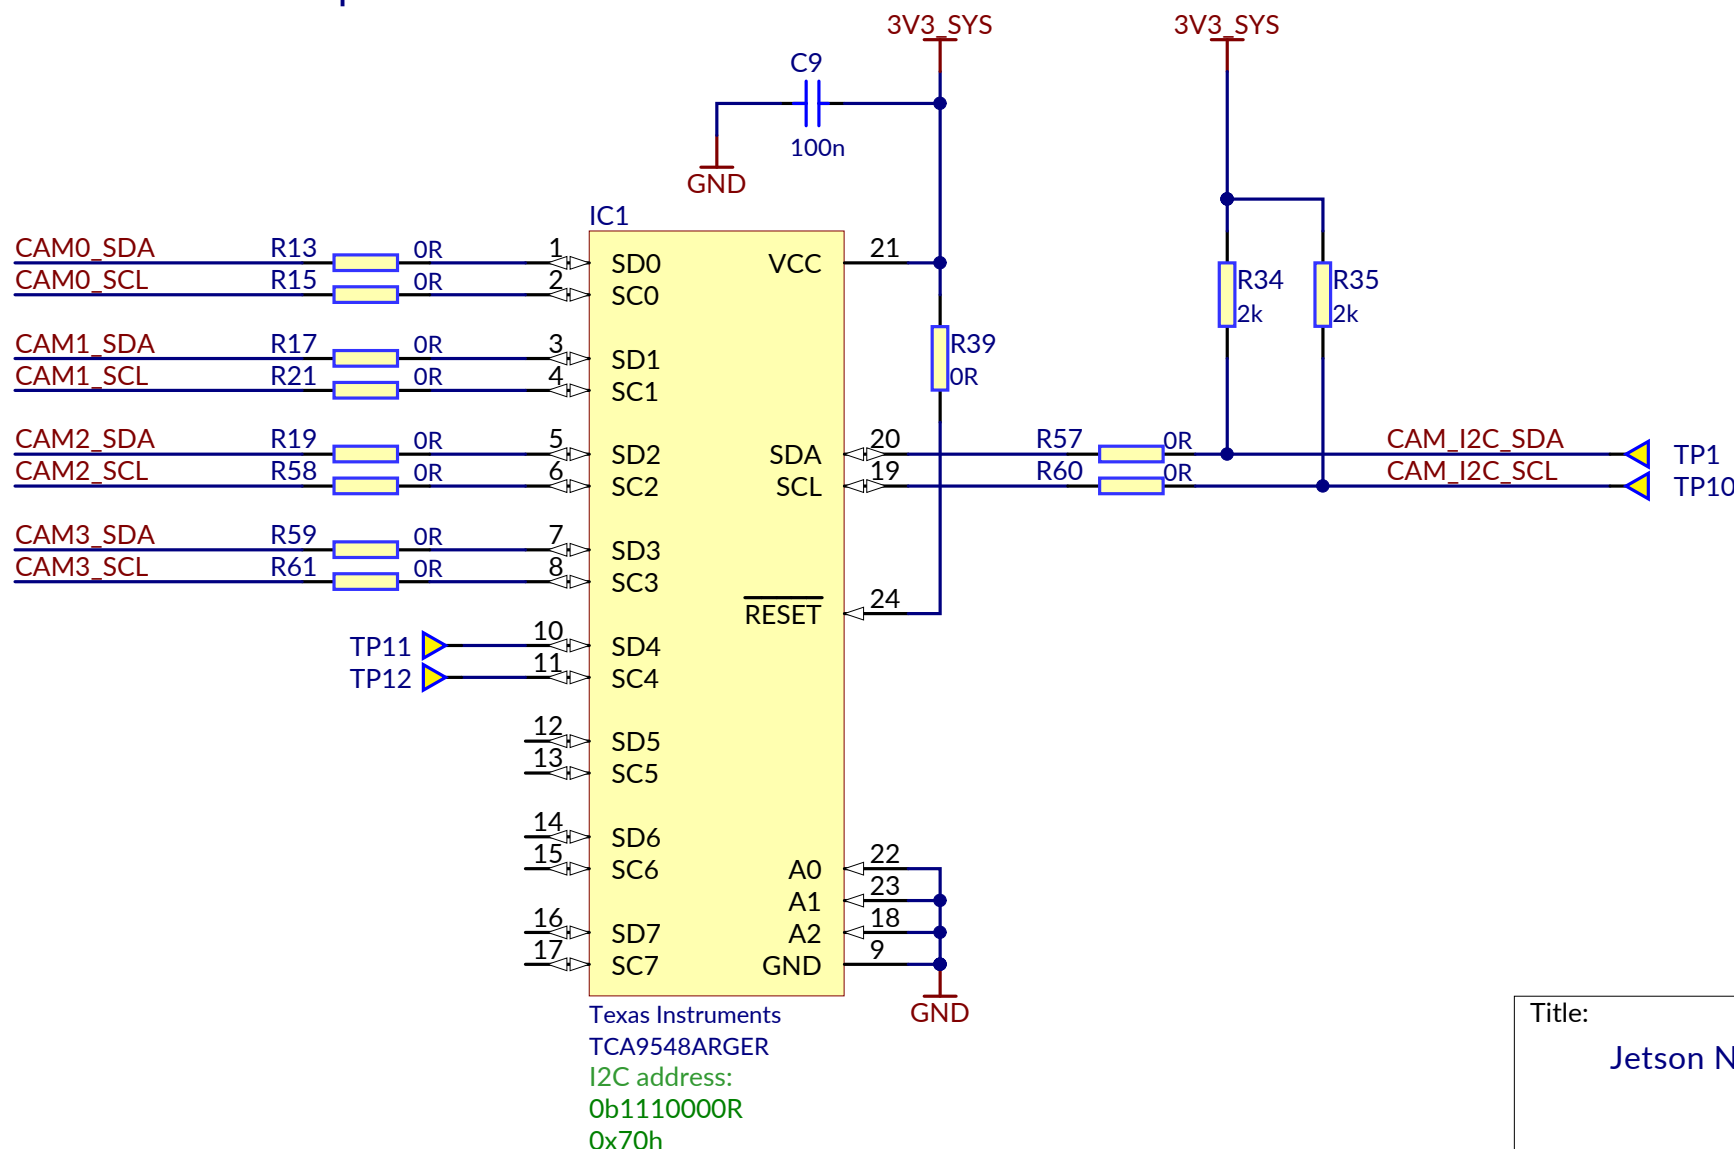 3V3_SYS
3V3_SYS
C9
100n
GND
IC1
CAM0_SDA R13 0R 1 SD0 VCC 21
CAM0_SCL R15 0R 2 SC0
R34
2k
R35
2k
CAM1_SDA R17 0R 3 SD1
CAM1_SCL R21 0R 4 SC1
R39
0R
CAM2_SDA R19 0R 5 SD2 SDA 20 R57 0R CAM_I2C_SDA TP1
CAM2_SCL R58 0R 6 SC2 SCL 19 R60 0R CAM_I2C_SCL TP10
CAM3_SDA R59 0R 7 SD3
CAM3_SCL R61 0R 8 SC3
RESET 24
TP11 10 SD4
TP12 11 SC4
12 SD5
13 SC5
14 SD6
15 SC6 A0 22
A1 23
16 SD7 A2 18
17 SC7 GND 9
GND
Texas Instruments
TCA9548ARGER
I2C address:
0b1110000R
0x70h
Title:
Jetson N